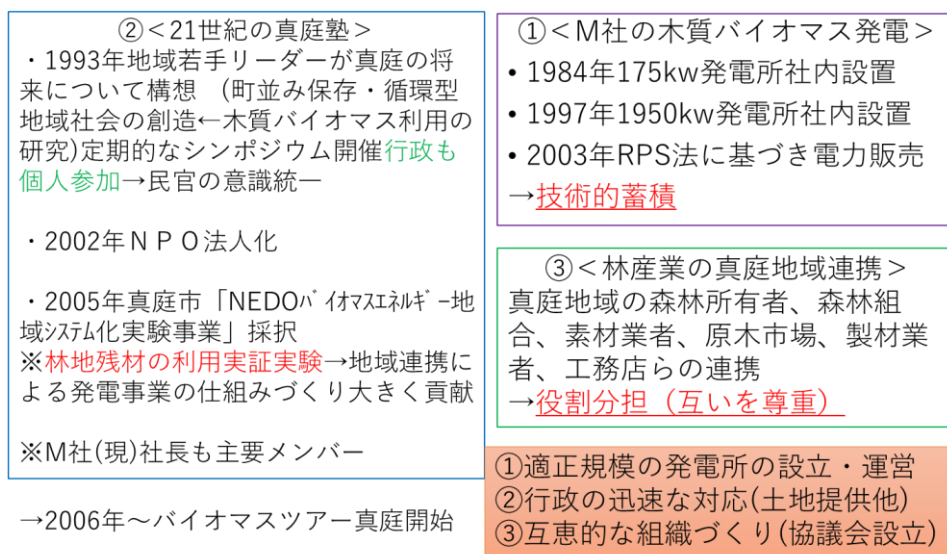 ②＜21世紀の真庭塾＞
・1993年地域若手リーダーが真庭の将
来について構想　(町並み保存・循環型
地域社会の創造←木質バイオマス利用の
研究)定期的なシンポジウム開催行政も
個人参加→民官の意識統一
・2002年ＮＰＯ法人化
・2005年真庭市「NEDOﾊﾞｲｵﾏｽｴﾈﾙｷﾞｰ地
域ｼｽﾃﾑ化実験事業」採択
※林地残材の利用実証実験→地域連携に
よる発電事業の仕組みづくり大きく貢献
※M社(現)社長も主要メンバー
→2006年～バイオマスツアー真庭開始
①＜M社の木質バイオマス発電＞
• 1984年175kw発電所社内設置
• 1997年1950kw発電所社内設置
• 2003年RPS法に基づき電力販売
→技術的蓄積
③＜林産業の真庭地域連携＞
真庭地域の森林所有者、森林組
合、素材業者、原木市場、製材業
者、工務店らの連携
→役割分担（互いを尊重）
①適正規模の発電所の設立・運営
②行政の迅速な対応(土地提供他)
③互恵的な組織づくり(協議会設立)